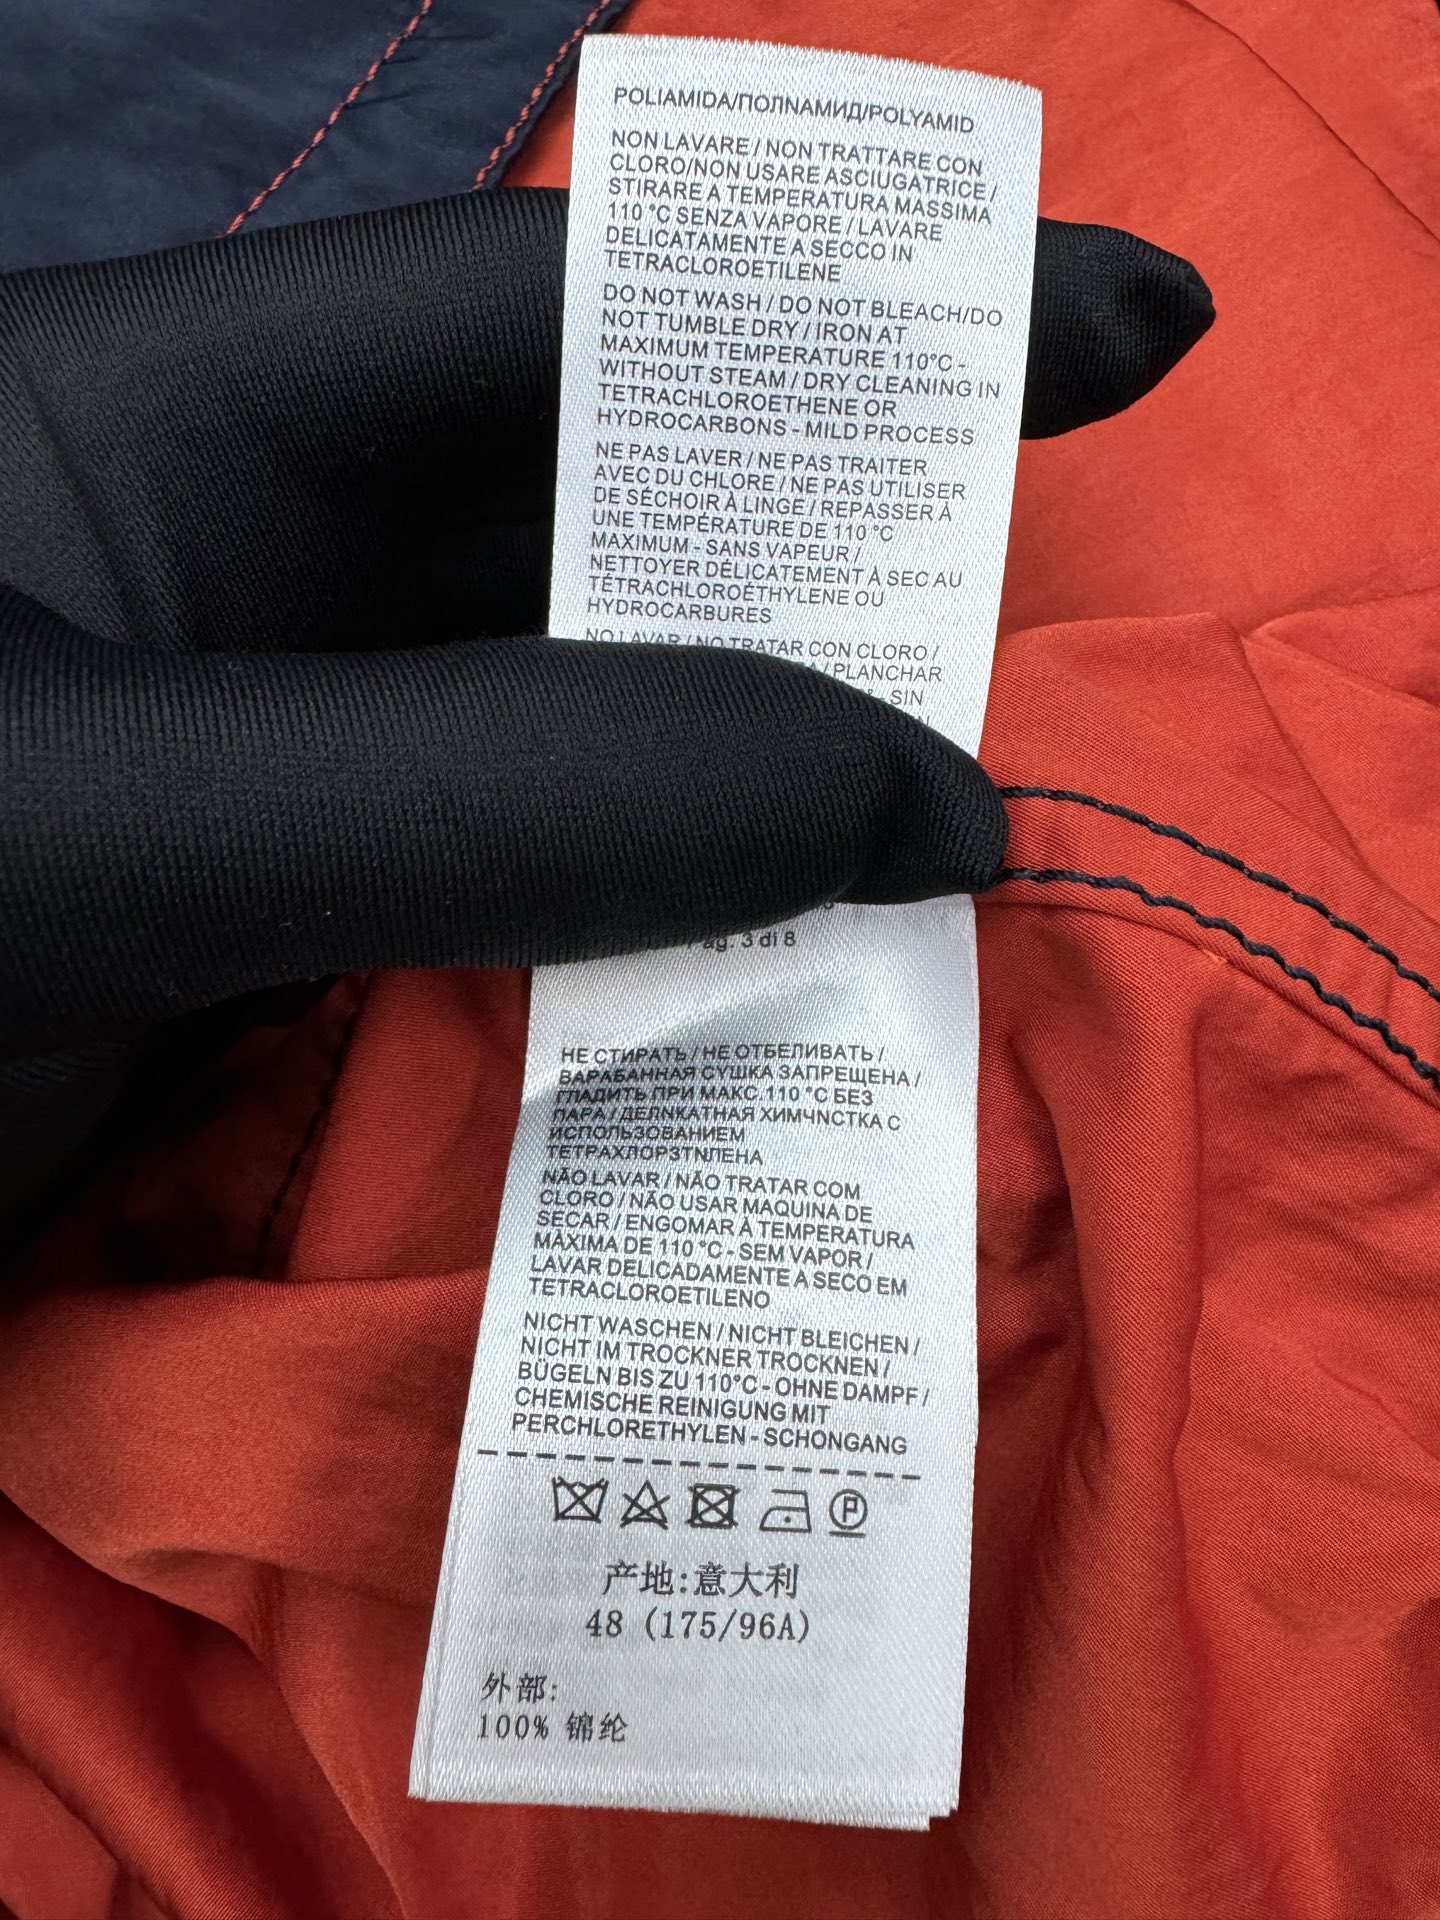 POLIAMIDA/ПОЛNАМИД/POLYAMID
NON LAVARE / NON TRATTARE CON
CLORO/NON USARE ASCIUGATRICE /
STIRARE A TEMPERATURA MASSIMA
110 °C SENZA VAPORE / LAVARE
DELICATAMENTE A SECCO IN
TETRACLOROETILENE
DO NOT WASH / DO NOT BLEACH/DO
NOT TUMBLE DRY / IRON AT
MAXIMUM TEMPERATURE 110°C -
WITHOUT STEAM / DRY CLEANING IN
TETRACHLOROETHENE OR
HYDROCARBONS - MILD PROCESS
NE PAS LAVER / NE PAS TRAITER
AVEC DU CHLORE / NE PAS UTILISER
DE SÉCHOIR À LINGE / REPASSER À
UNE TEMPÉRATURE DE 110 °C
MAXIMUM - SANS VAPEUR /
NETTOYER DÉLICATEMENT À SEC AU
TÉTRACHLOROÉTHYLENE OU
HYDROCARBURES
NO LAVAR / NO TRATAR CON CLORO /
/ PLANCHAR
- SIN
3 di 8
НЕ СТИРАТЬ / НЕ ОТБЕЛИВАТЬ /
БАРАБАННАЯ СУШКА ЗАПРЕЩЕНА /
ГЛАДИТЬ ПРИ МАКС.110 °C БЕЗ
ПАРА / ДЕЛNКАТНАЯ ХИМЧNСТКА С
ИСПОЛЬЗОВАНИЕМ
ТЕТРАХЛОРЗТNЛЕНА
NÃO LAVAR / NÃO TRATAR COM
CLORO / NÃO USAR MAQUINA DE
SECAR / ENGOMAR À TEMPERATURA
MÁXIMA DE 110 °C - SEM VAPOR /
LAVAR DELICADAMENTE A SECO EM
TETRACLOROETILENO
NICHT WASCHEN / NICHT BLEICHEN /
NICHT IM TROCKNER TROCKNEN /
BÜGELN BIS ZU 110°C - OHNE DAMPF /
CHEMISCHE REINIGUNG MIT
PERCHLORETHYLEN - SCHONGANG
P
产地:意大利
48 (175/96A)
外部:
100% 锦纶